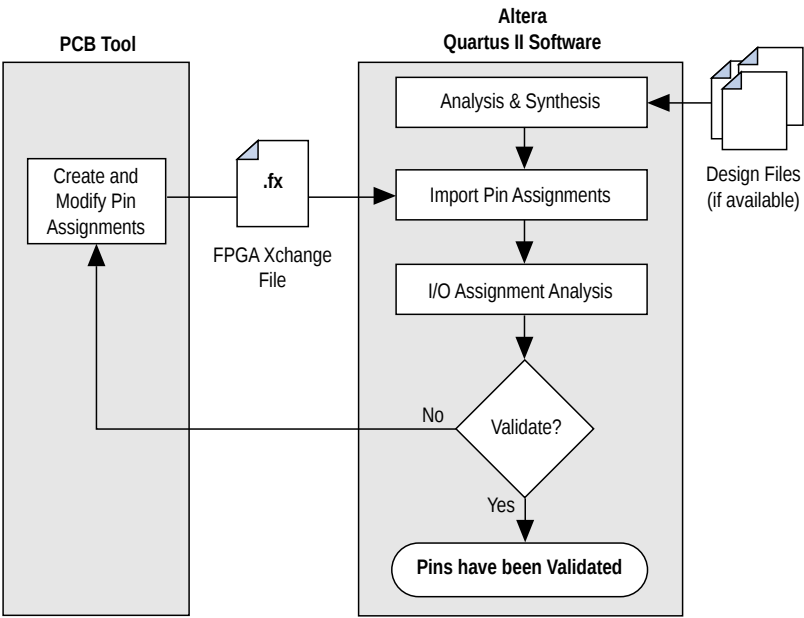 PCB Tool
Altera
Quartus II Software
Analysis & Synthesis
Design Files
(if available)
Create and
Modify Pin
Assignments
.fx
FPGA Xchange
File
Import Pin Assignments
I/O Assignment Analysis
Validate?
No
Yes
Pins have been Validated